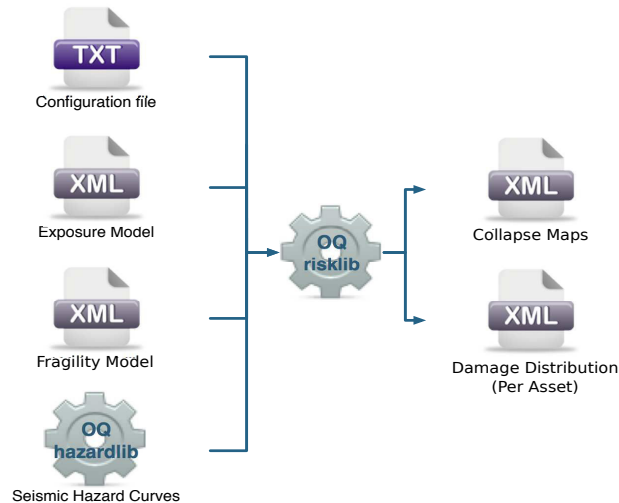 TXT
Configuration file
XML
Exposure Model
XML
Fragility Model
OQ
hazardlib
Seismic Hazard Curves
OQ
risklib
XML
Collapse Maps
XML
Damage Distribution
(Per Asset)